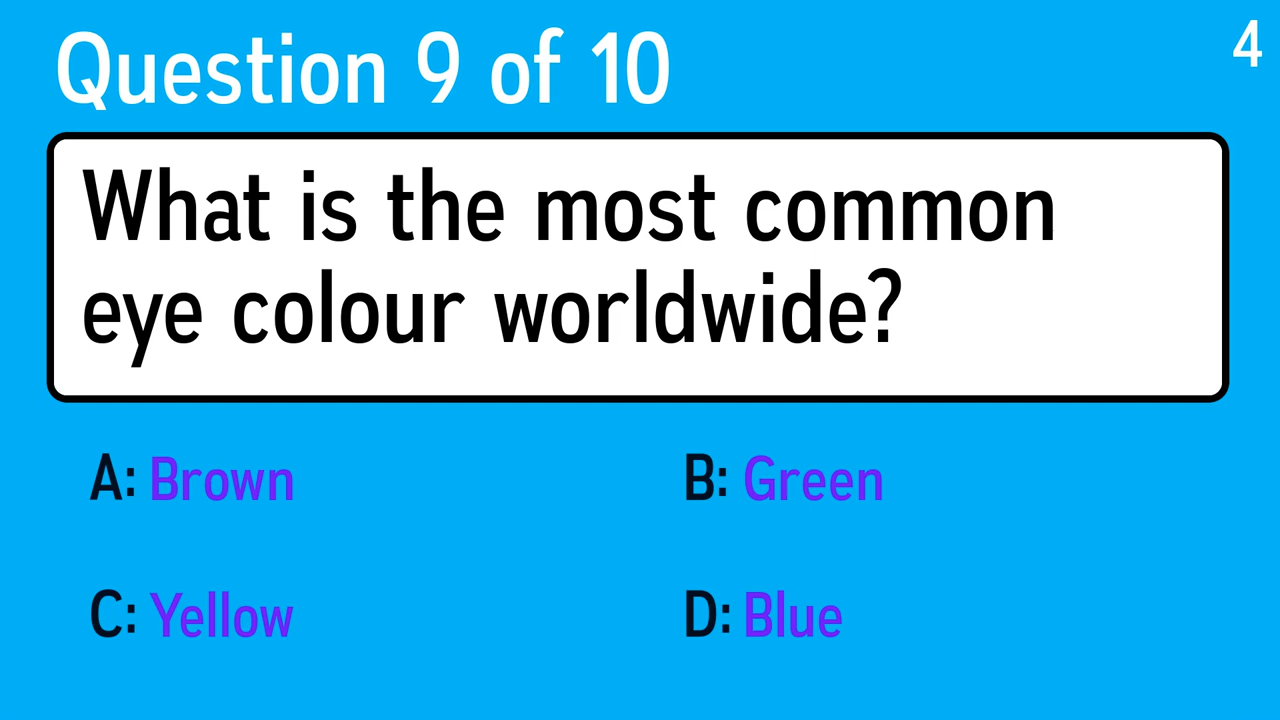 Question 9 of 10
4
What is the most common
eye colour worldwide?
A: Brown
B: Green
C: Yellow
D: Blue